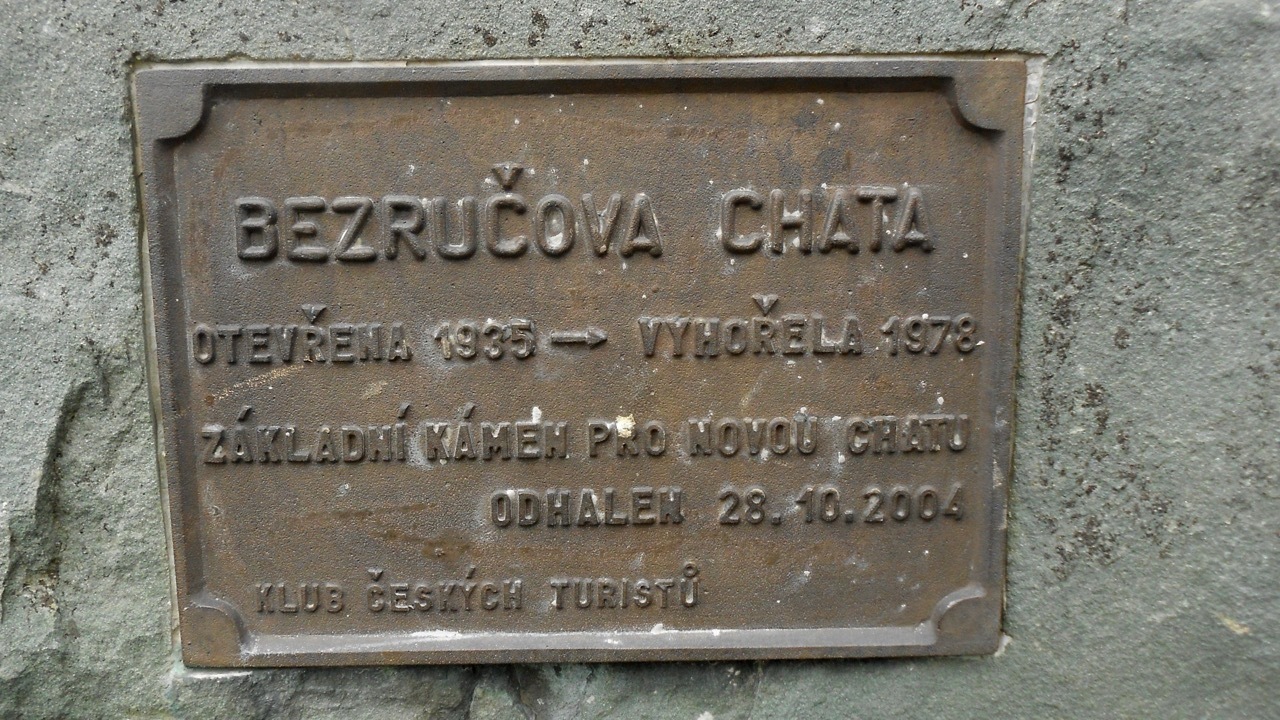 BEZRUČOVA CHATA
OTEVŘENA 1935 → VYHOŘELA 1978
ZÁKLADNÍ KÁMEN PRO NOVOU CHATU
ODHALEN 28.10.2004
KLUB ČESKÝCH TURISTŮ